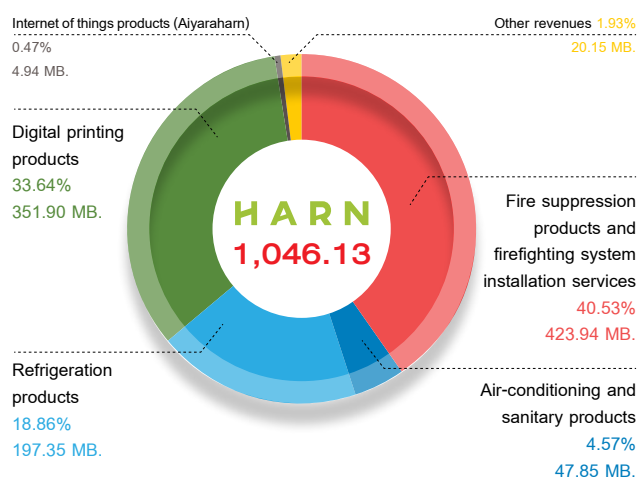 Internet of things products (Aiyaraharn)
0.47%
4.94 MB.
Other revenues 1.93%
20.15 MB.
Digital printing
products
33.64%
351.90 MB.
HARN
1,046.13
Fire suppression
products and
firefighting system
installation services
40.53%
423.94 MB.
Refrigeration
products
18.86%
197.35 MB.
Air-conditioning and
sanitary products
4.57%
47.85 MB.